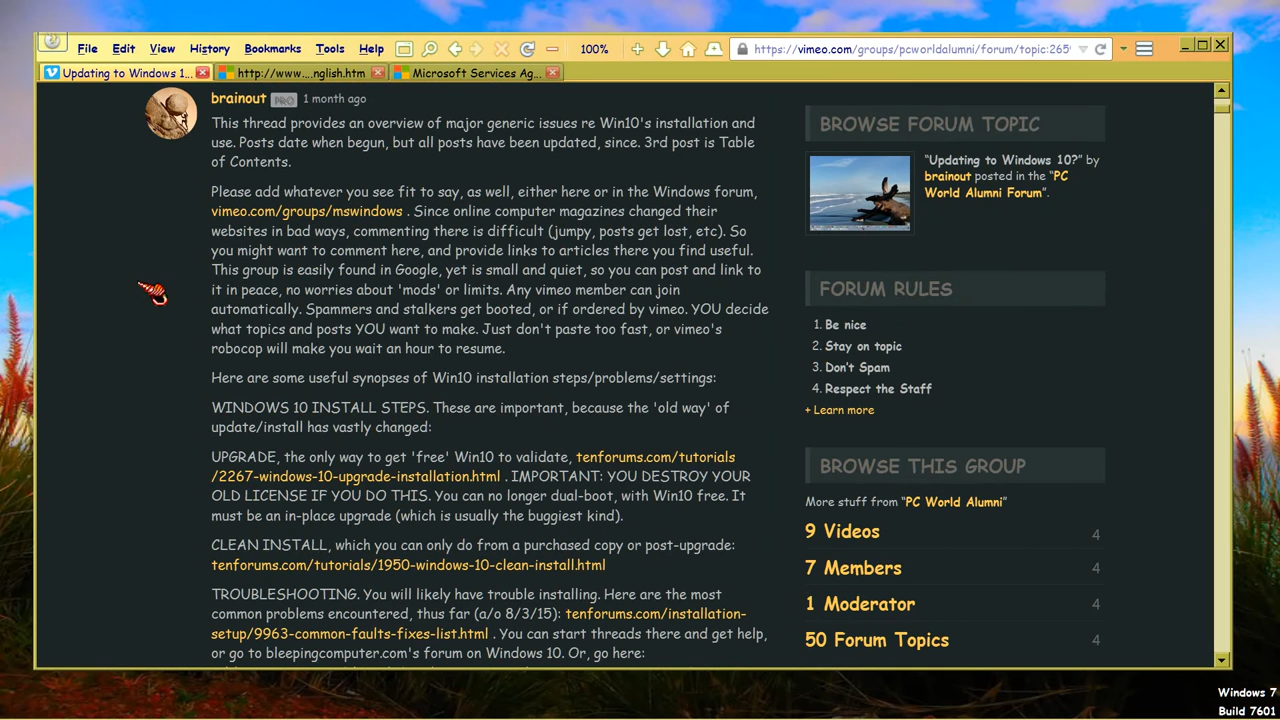 File Edit View History Bookmarks Tools Help 100% https://vimeo.com/groups/pcworldalumni/forum/topic:265
Updating to Windows 1... http://www....nglish.htm Microsoft Services Ag...
brainout PRO 1 month ago
This thread provides an overview of major generic issues re Win10's installation and
use. Posts date when begun, but all posts have been updated, since. 3rd post is Table
of Contents.
Please add whatever you see fit to say, as well, either here or in the Windows forum,
vimeo.com/groups/mswindows . Since online computer magazines changed their
websites in bad ways, commenting there is difficult (jumpy, posts get lost, etc). So
you might want to comment here, and provide links to articles there you find useful.
This group is easily found in Google, yet is small and quiet, so you can post and link to
it in peace, no worries about 'mods' or limits. Any vimeo member can join
automatically. Spammers and stalkers get booted, or if ordered by vimeo. YOU decide
what topics and posts YOU want to make. Just don't paste too fast, or vimeo's
robocop will make you wait an hour to resume.
Here are some useful synopses of Win10 installation steps/problems/settings:
WINDOWS 10 INSTALL STEPS. These are important, because the 'old way' of
update/install has vastly changed:
UPGRADE, the only way to get 'free' Win10 to validate, tenforums.com/tutorials
/2267-windows-10-upgrade-installation.html . IMPORTANT: YOU DESTROY YOUR
OLD LICENSE IF YOU DO THIS. You can no longer dual-boot, with Win10 free. It
must be an in-place upgrade (which is usually the buggiest kind).
CLEAN INSTALL, which you can only do from a purchased copy or post-upgrade:
tenforums.com/tutorials/1950-windows-10-clean-install.html
TROUBLESHOOTING. You will likely have trouble installing. Here are the most
common problems encountered, thus far (a/o 8/3/15): tenforums.com/installation-
setup/9963-common-faults-fixes-list.html . You can start threads there and get help,
or go to bleepingcomputer.com's forum on Windows 10. Or, go here:
BROWSE FORUM TOPIC
"Updating to Windows 10?" by
brainout posted in the "PC
World Alumni Forum".
FORUM RULES
1. Be nice
2. Stay on topic
3. Don't Spam
4. Respect the Staff
+ Learn more
BROWSE THIS GROUP
More stuff from "PC World Alumni"
9 Videos 4
7 Members 4
1 Moderator 4
50 Forum Topics 4
Windows 7
Build 7601